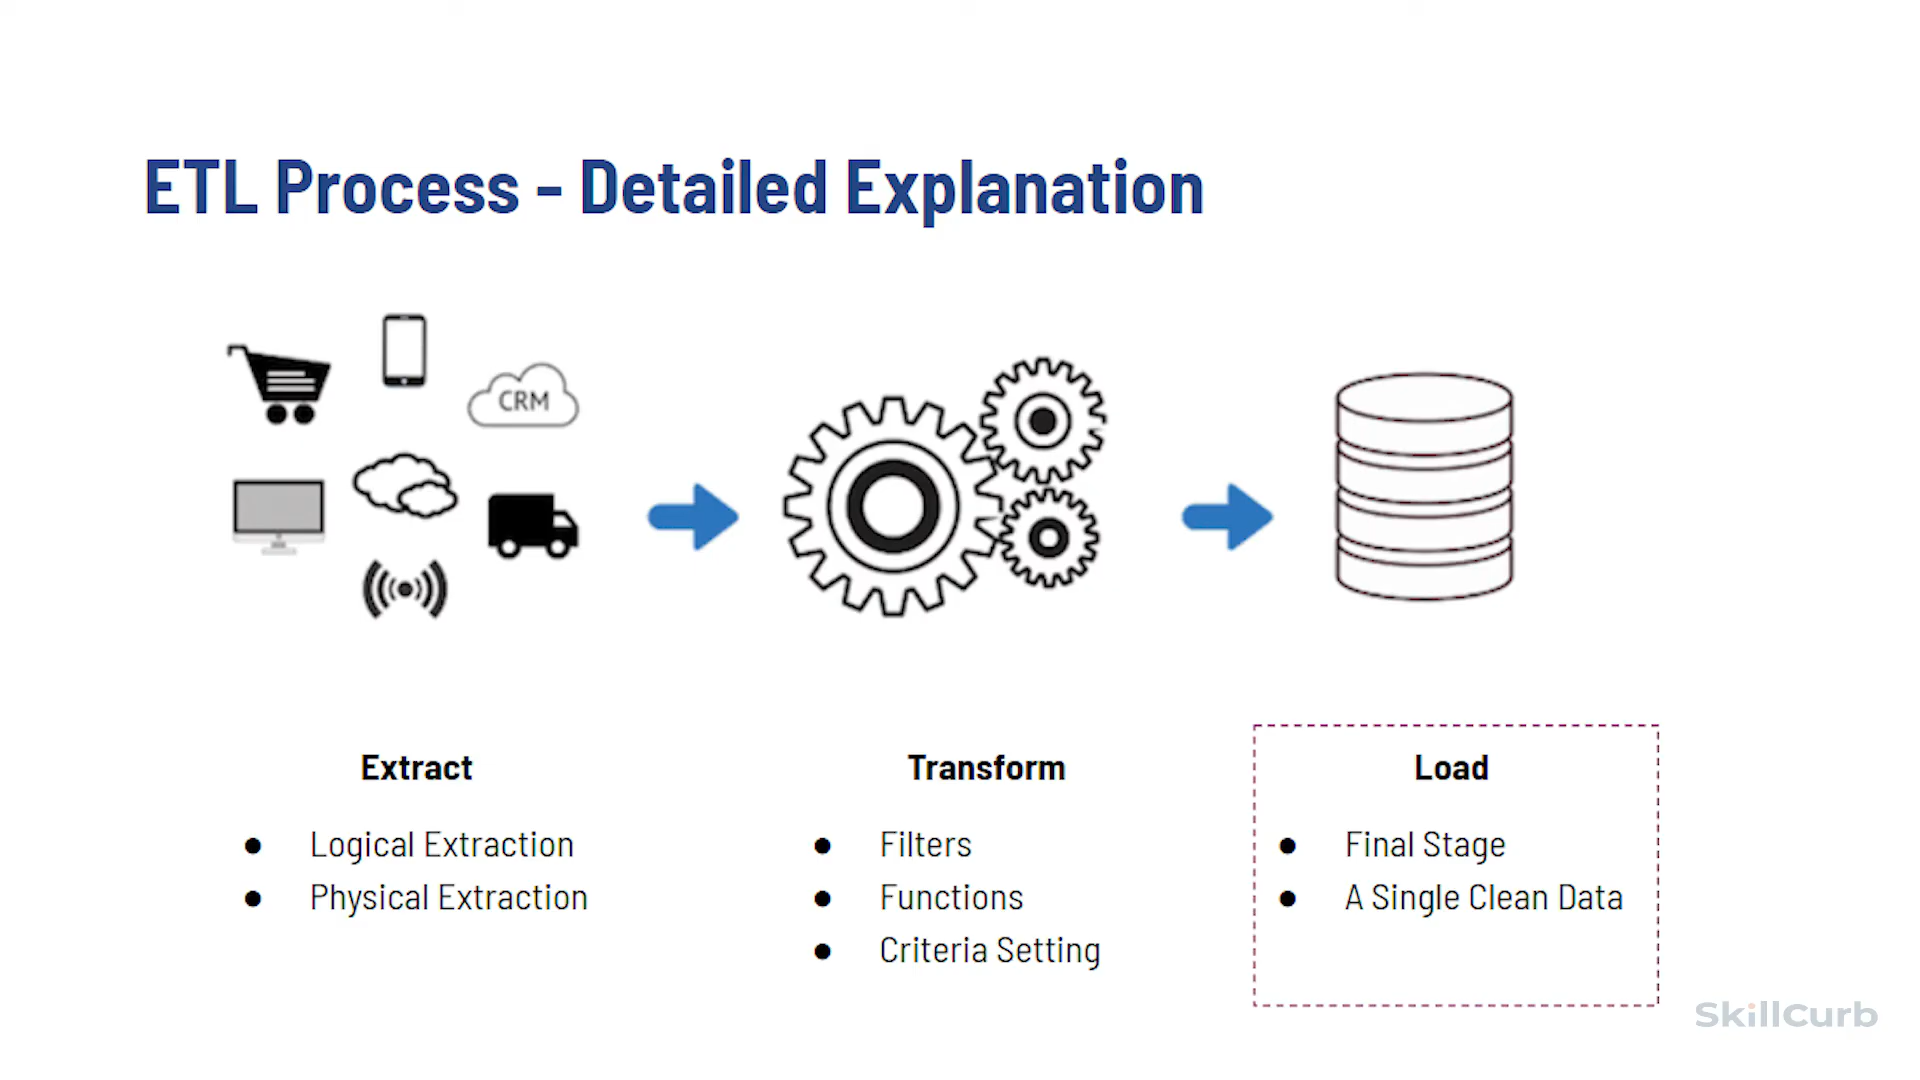 ETL Process - Detailed Explanation
CRM
Extract
● Logical Extraction
● Physical Extraction
Transform
● Filters
● Functions
● Criteria Setting
Load
● Final Stage
● A Single Clean Data
SkillCurb